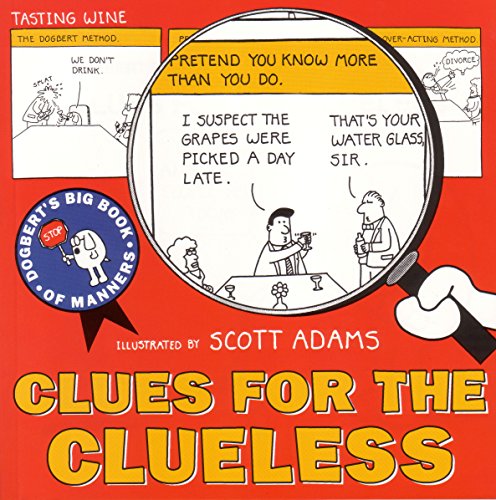 TASTING WINE
THE DOGBERT METHOD.
WE DON'T
DRINK.
SPLAT
PRETEND YOU KNOW MORE
THAN YOU DO.
I SUSPECT THE
GRAPES WERE
PICKED A DAY
LATE.
THAT'S YOUR
WATER GLASS,
SIR.
OVER-ACTING METHOD.
DIVORCE
DOGBERT'S BIG BOOK
OF MANNERS
STOP
ILLUSTRATED BY SCOTT ADAMS
CLUES FOR THE
CLUELESS